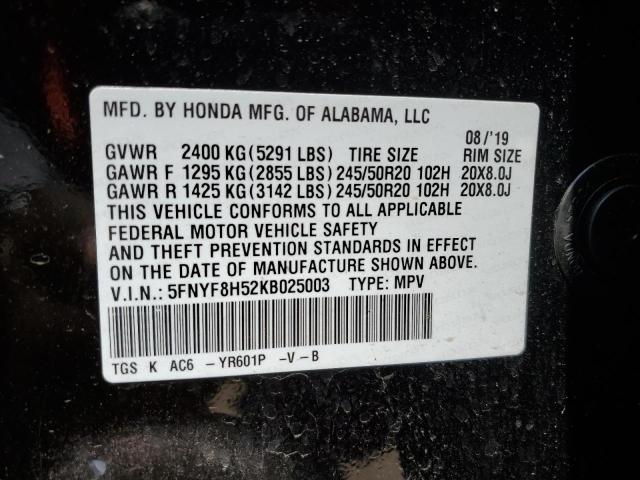 MFD. BY HONDA MFG. OF ALABAMA, LLC
08/'19
GVWR 2400 KG(5291 LBS) TIRE SIZE RIM SIZE
GAWR F 1295 KG(2855 LBS)245/50R20 102H 20X8.0J
GAWR R 1425 KG(3142 LBS)245/50R20 102H 20X8.0J
THIS VEHICLE CONFORMS TO ALL APPLICABLE
FEDERAL MOTOR VEHICLE SAFETY
AND THEFT PREVENTION STANDARDS IN EFFECT
ON THE DATE OF MANUFACTURE SHOWN ABOVE.
V.I.N.: 5FNYF8H52KB025003 TYPE: MPV
TGS K AC6 -YR601P -V-B